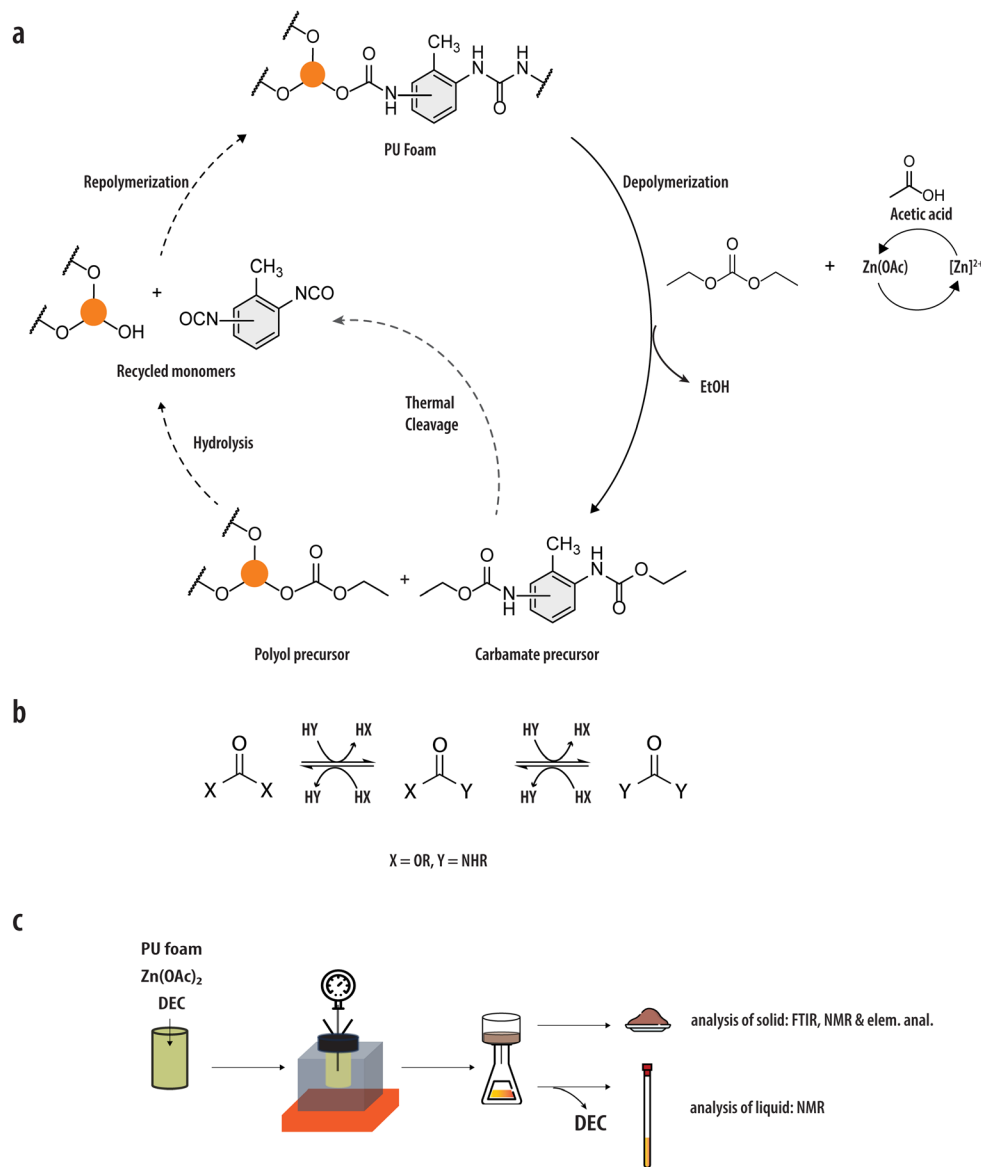 a
O
O
O
O
N
H
CH₃
H
N
O
H
N
O
PU Foam
Repolymerization
Depolymerization
O
OH
Acetic acid
Zn(OAc)
[Zn]²⁺
O
O
O
+
EtOH
O
O
OH
+
CH₃
NCO
OCN
Recycled monomers
Thermal
Cleavage
Hydrolysis
O
O
O
O
O
Polyol precursor
+
O
O
N
H
CH₃
H
N
O
O
Carbamate precursor
b
O
X
X
HY
HX
HY
HX
O
X
Y
HY
HX
HY
HX
O
Y
Y
X = OR, Y = NHR
c
PU foam
Zn(OAc)₂
DEC
analysis of solid: FTIR, NMR & elem. anal.
DEC
analysis of liquid: NMR